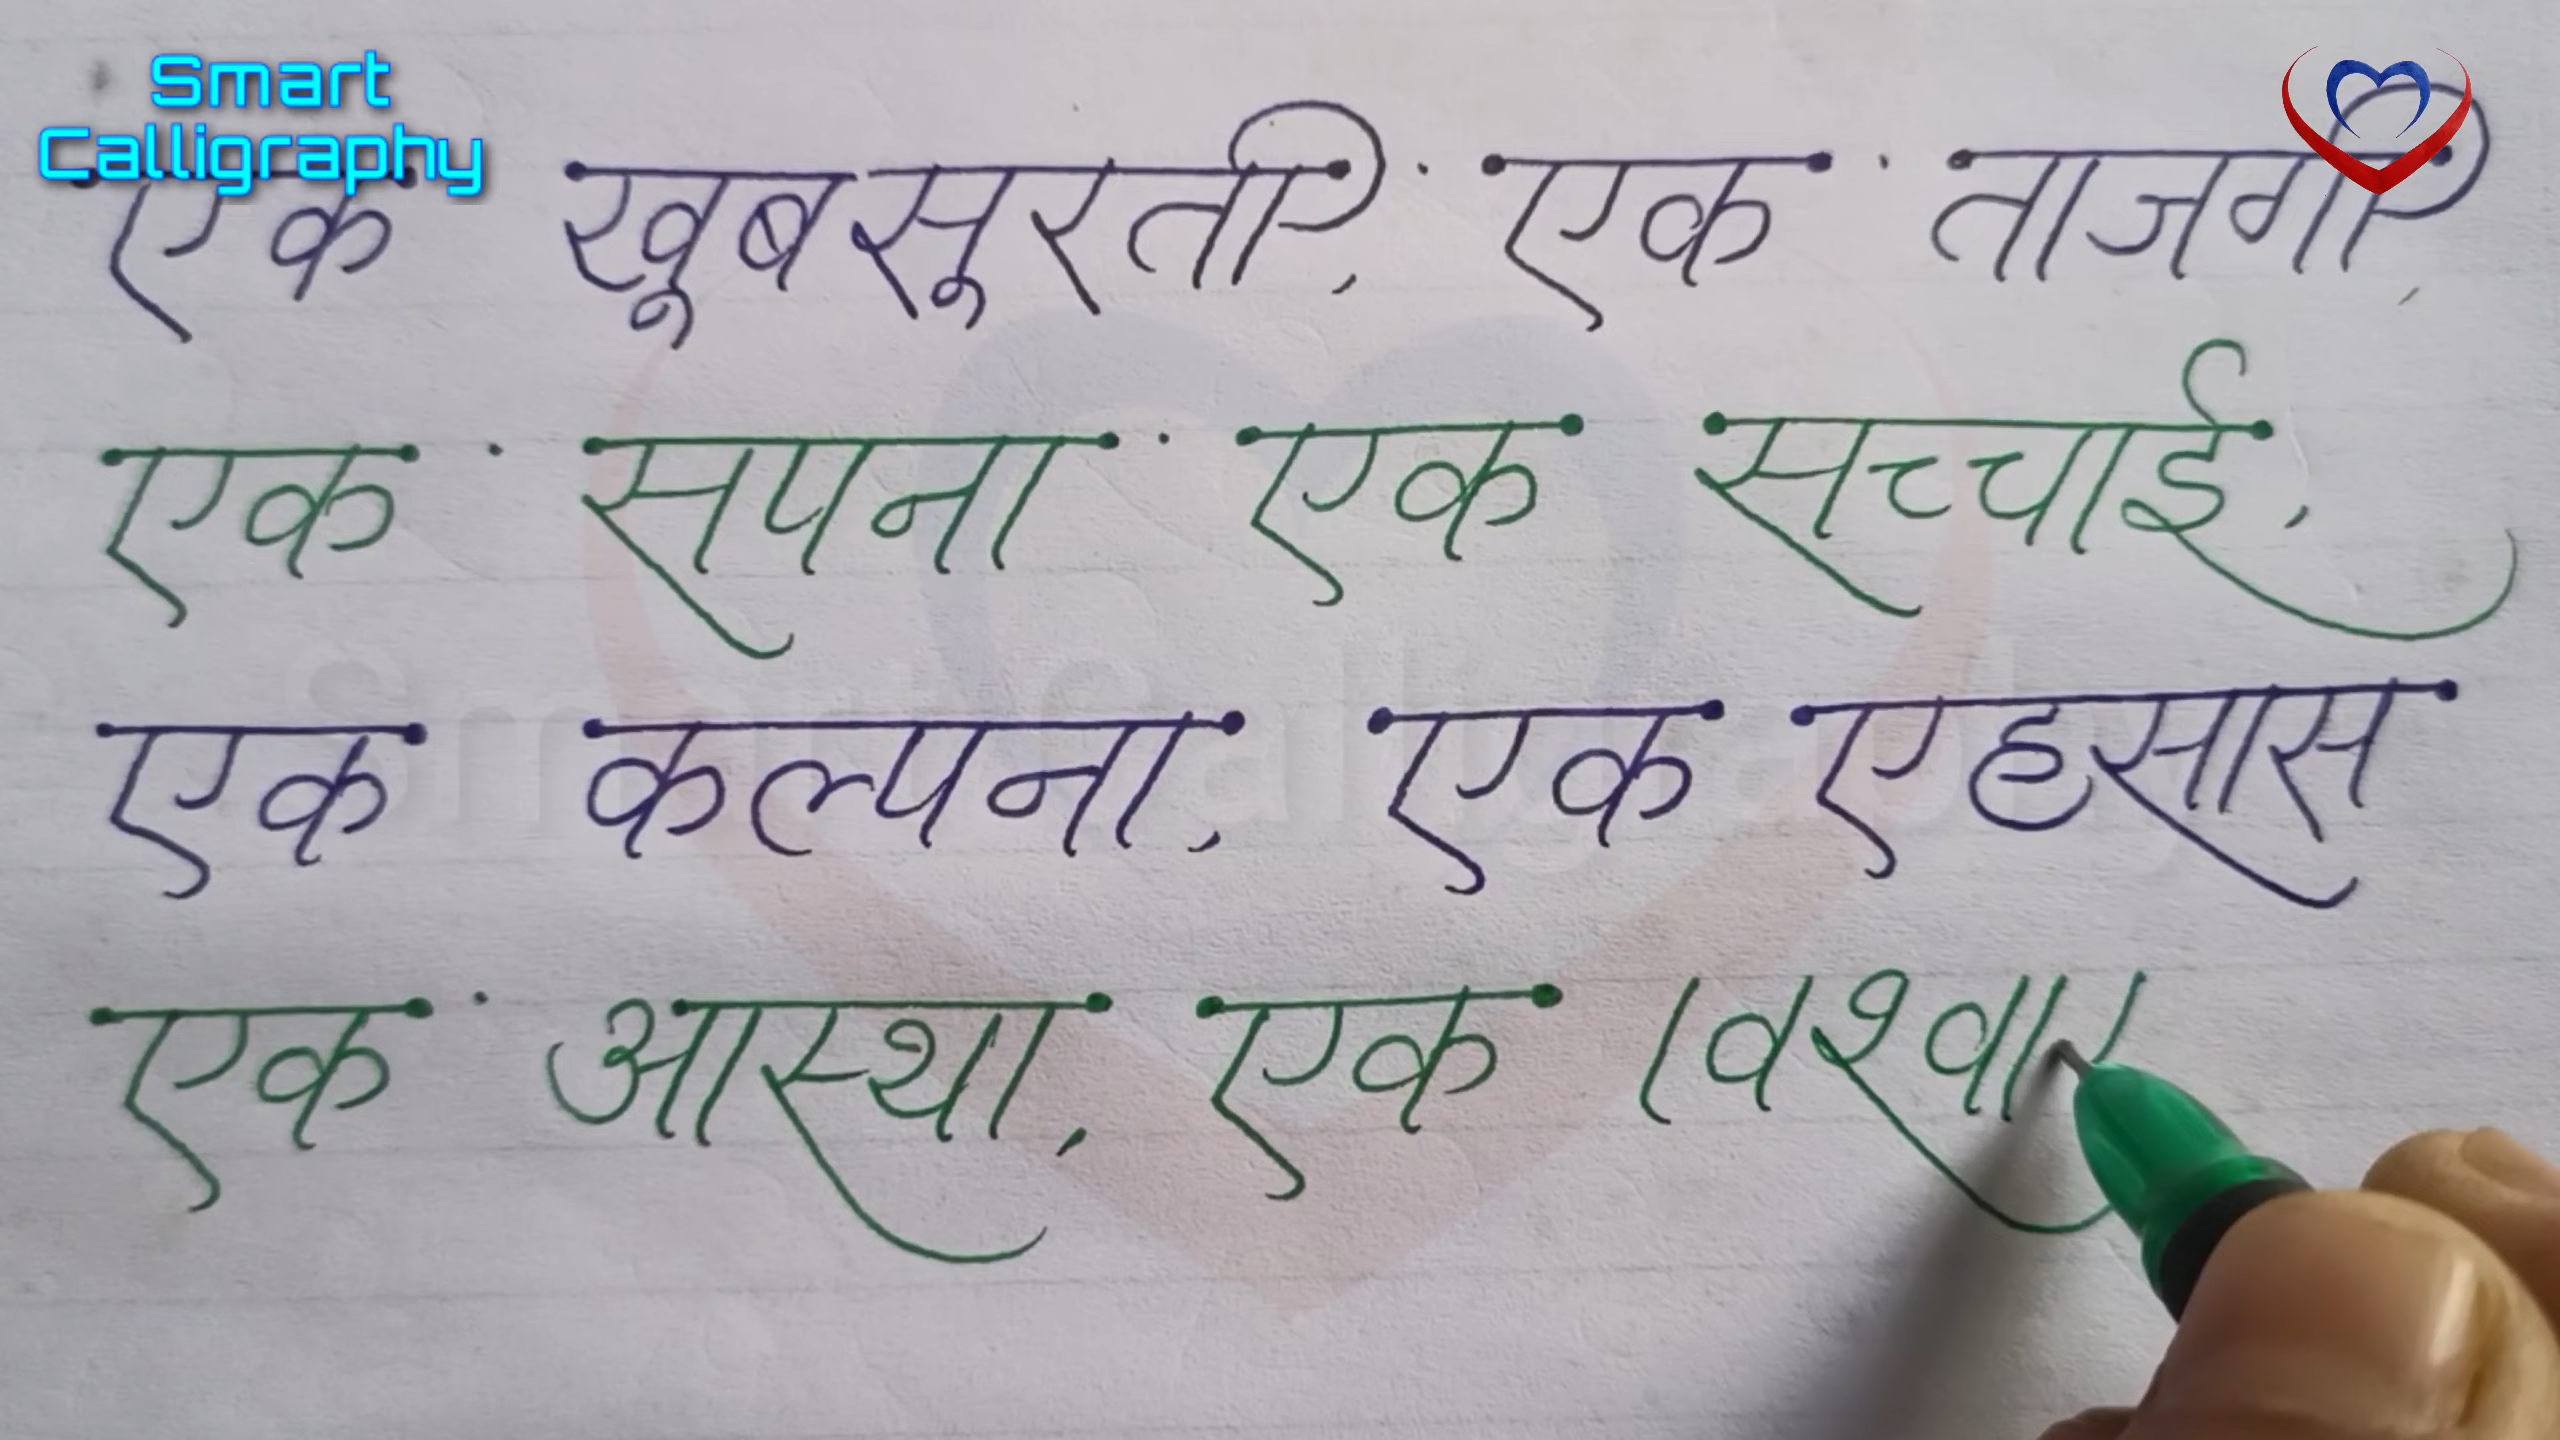 Smart
Calligraphy
एक खूबसूरती, एक ताजगी,
एक सपना एक सच्चाई,
एक कल्पना, एक एहसास
एक आस्था, एक